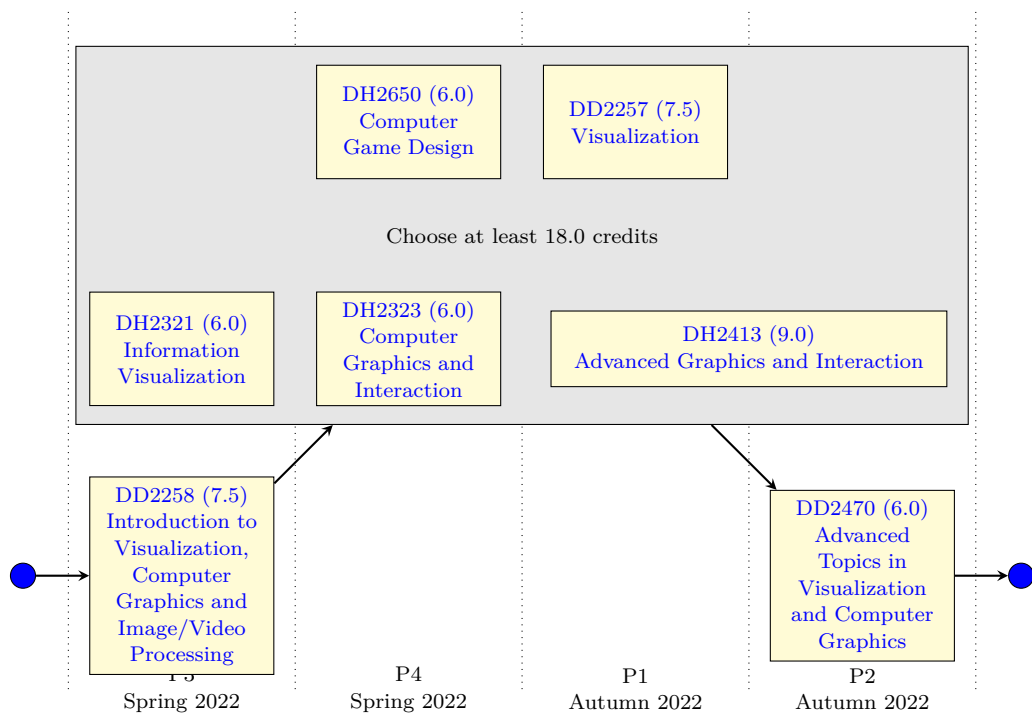 DH2650 (6.0)
Computer
Game Design
DD2257 (7.5)
Visualization
Choose at least 18.0 credits
DH2321 (6.0)
Information
Visualization
DH2323 (6.0)
Computer
Graphics and
Interaction
DH2413 (9.0)
Advanced Graphics and Interaction
DD2258 (7.5)
Introduction to
Visualization,
Computer
Graphics and
Image/Video
Processing
DD2470 (6.0)
Advanced
Topics in
Visualization
and Computer
Graphics
Spring 2022
P4
Spring 2022
P1
Autumn 2022
P2
Autumn 2022